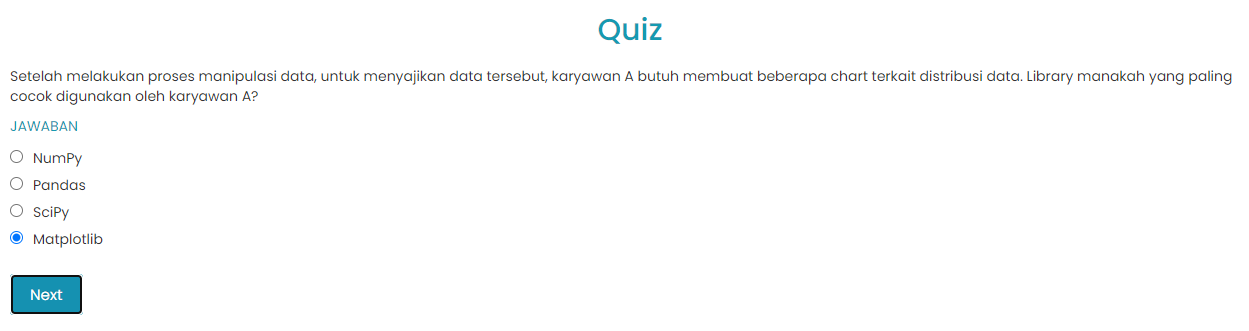 Quiz
Setelah melakukan proses manipulasi data, untuk menyajikan data tersebut, karyawan A butuh membuat beberapa chart terkait distribusi data. Library manakah yang paling
cocok digunakan oleh karyawan A?
JAWABAN
NumPy
Pandas
SciPy
Matplotlib
Next